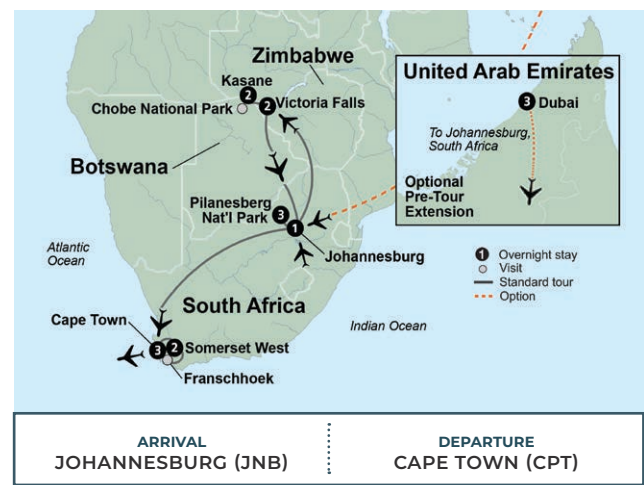 Zimbabwe
Kasane
2
Chobe National Park
2
Victoria Falls
Botswana
Pilanesberg
Nat'l Park
3
1
Johannesburg
Atlantic
Ocean
South Africa
Cape Town
3
2
Somerset West
Franschhoek
Indian Ocean
United Arab Emirates
3
Dubai
To Johannesburg,
South Africa
Optional
Pre-Tour
Extension
1 Overnight stay
Visit
Standard tour
Option
ARRIVAL
JOHANNESBURG (JNB)
DEPARTURE
CAPE TOWN (CPT)